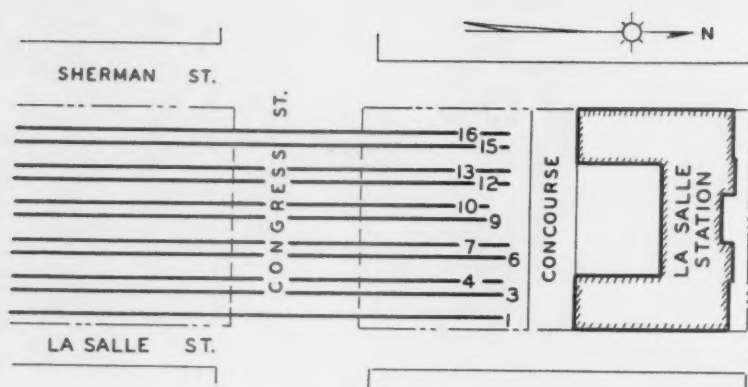 N
SHERMAN ST.
CONGRESS ST.
16
15
13
12
10
9
7
6
4
3
1
CONCOURSE
LA SALLE
STATION
LA SALLE ST.